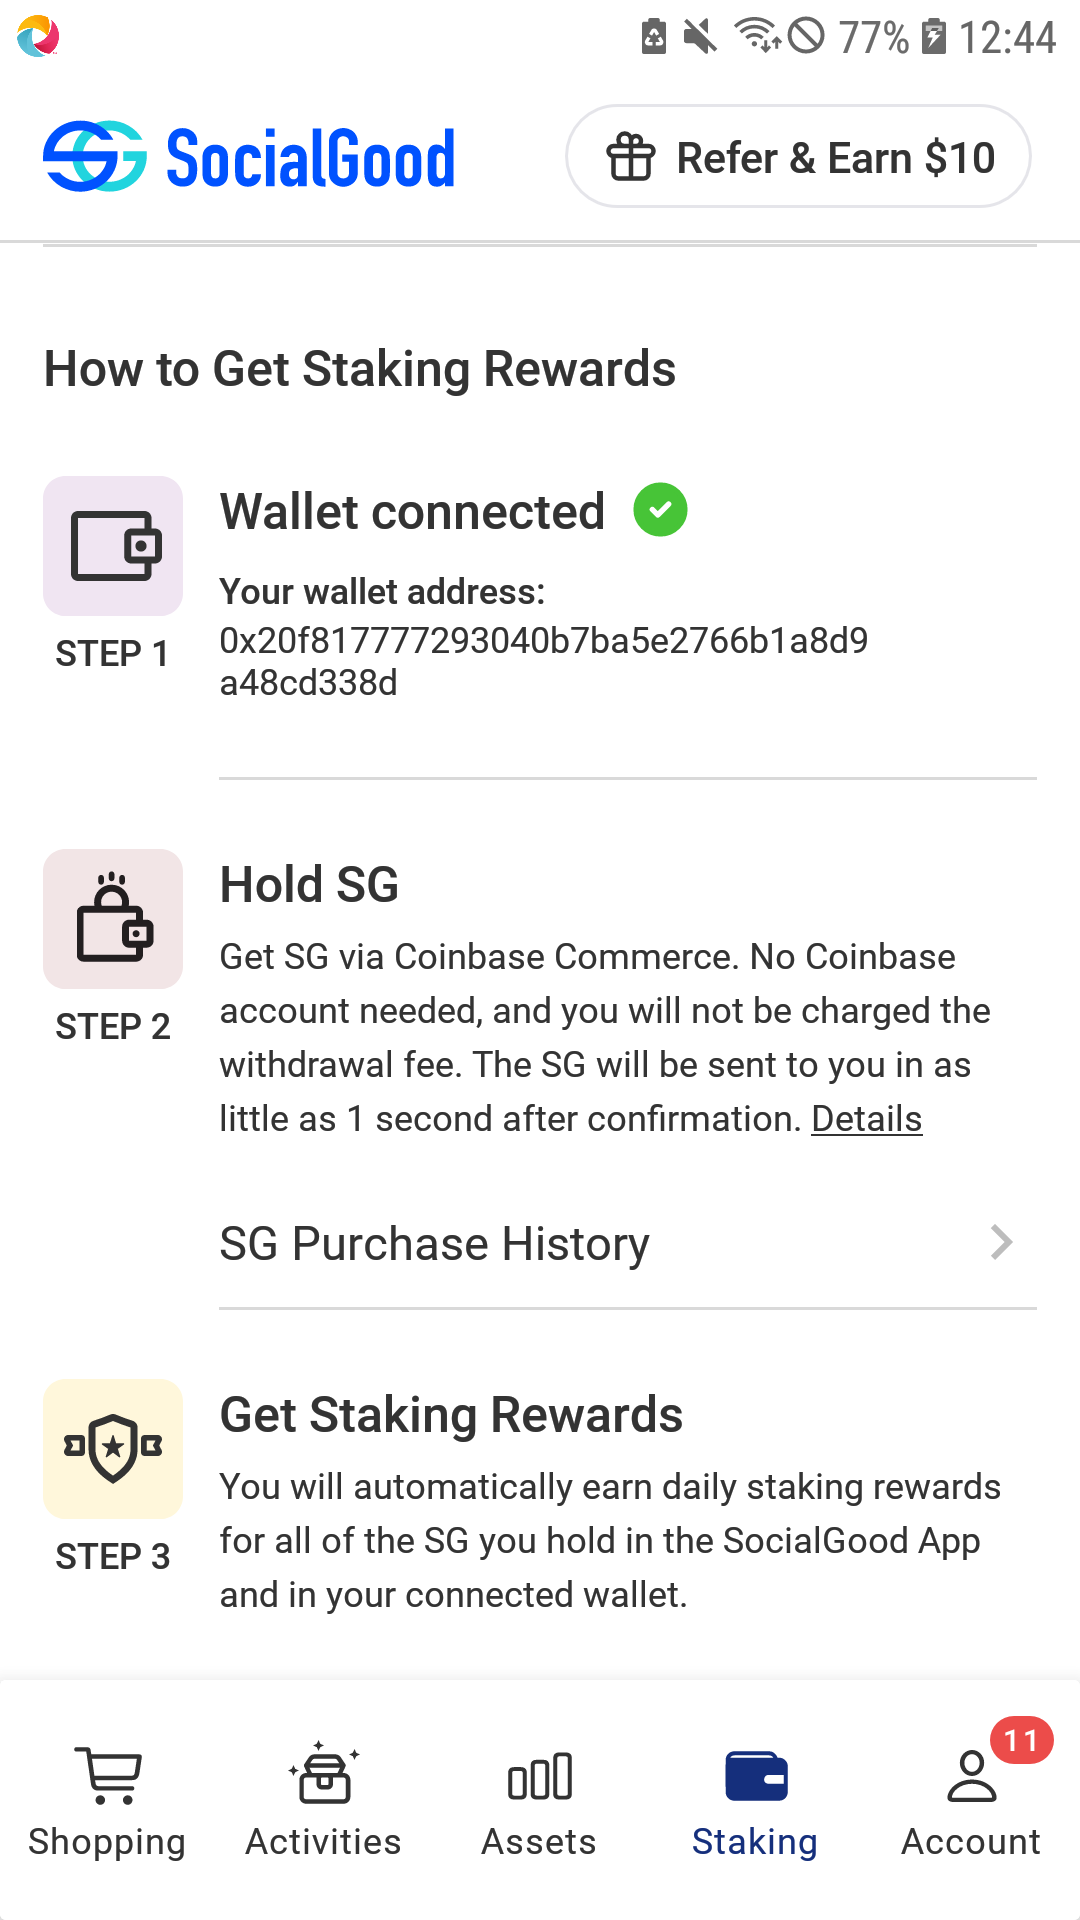 77% 12:44
SocialGood
Refer & Earn $10
How to Get Staking Rewards
Wallet connected
Your wallet address:
0x20f817777293040b7ba5e2766b1a8d9
a48cd338d
STEP 1
Hold SG
Get SG via Coinbase Commerce. No Coinbase
account needed, and you will not be charged the
withdrawal fee. The SG will be sent to you in as
little as 1 second after confirmation. Details
STEP 2
SG Purchase History
Get Staking Rewards
You will automatically earn daily staking rewards
for all of the SG you hold in the SocialGood App
and in your connected wallet.
STEP 3
11
Shopping
Activities
Assets
Staking
Account